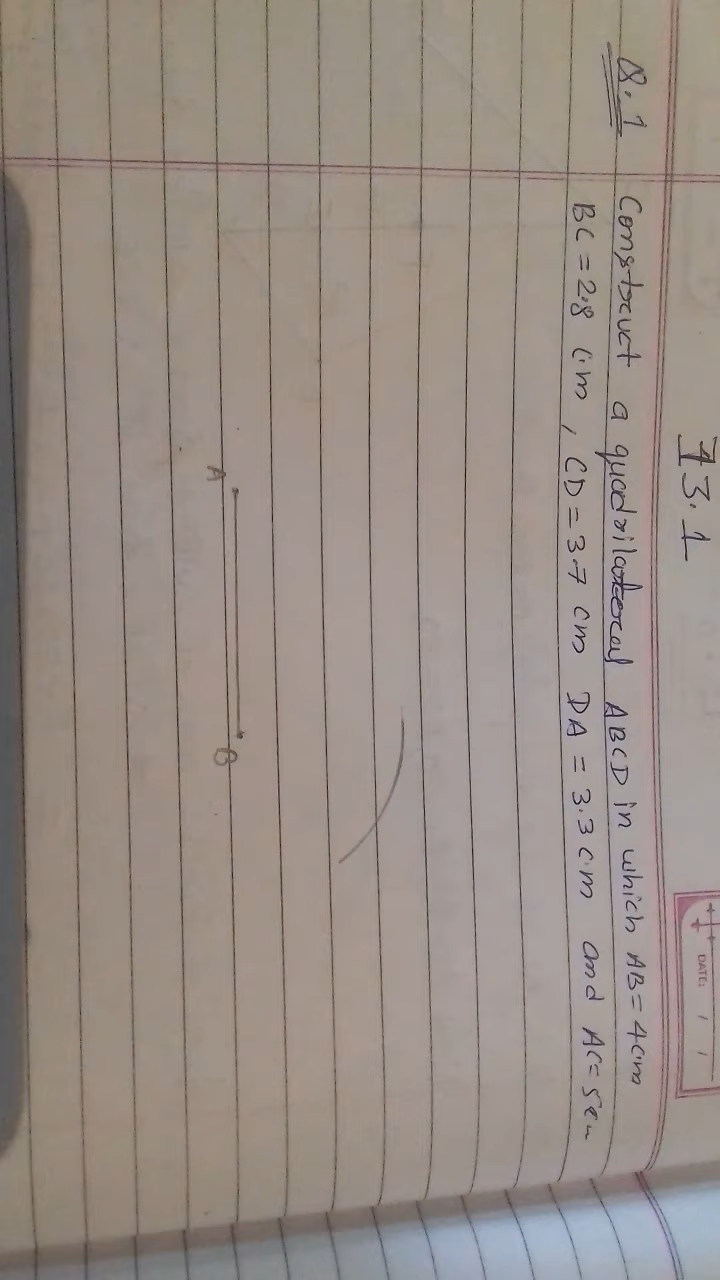 13.1
DATE: / /
Q.1 Construct a quadrilateral ABCD in which AB = 4cm
BC = 2.8 cm , CD = 3.7 cm DA = 3.3 cm and AC = 5cm
A B